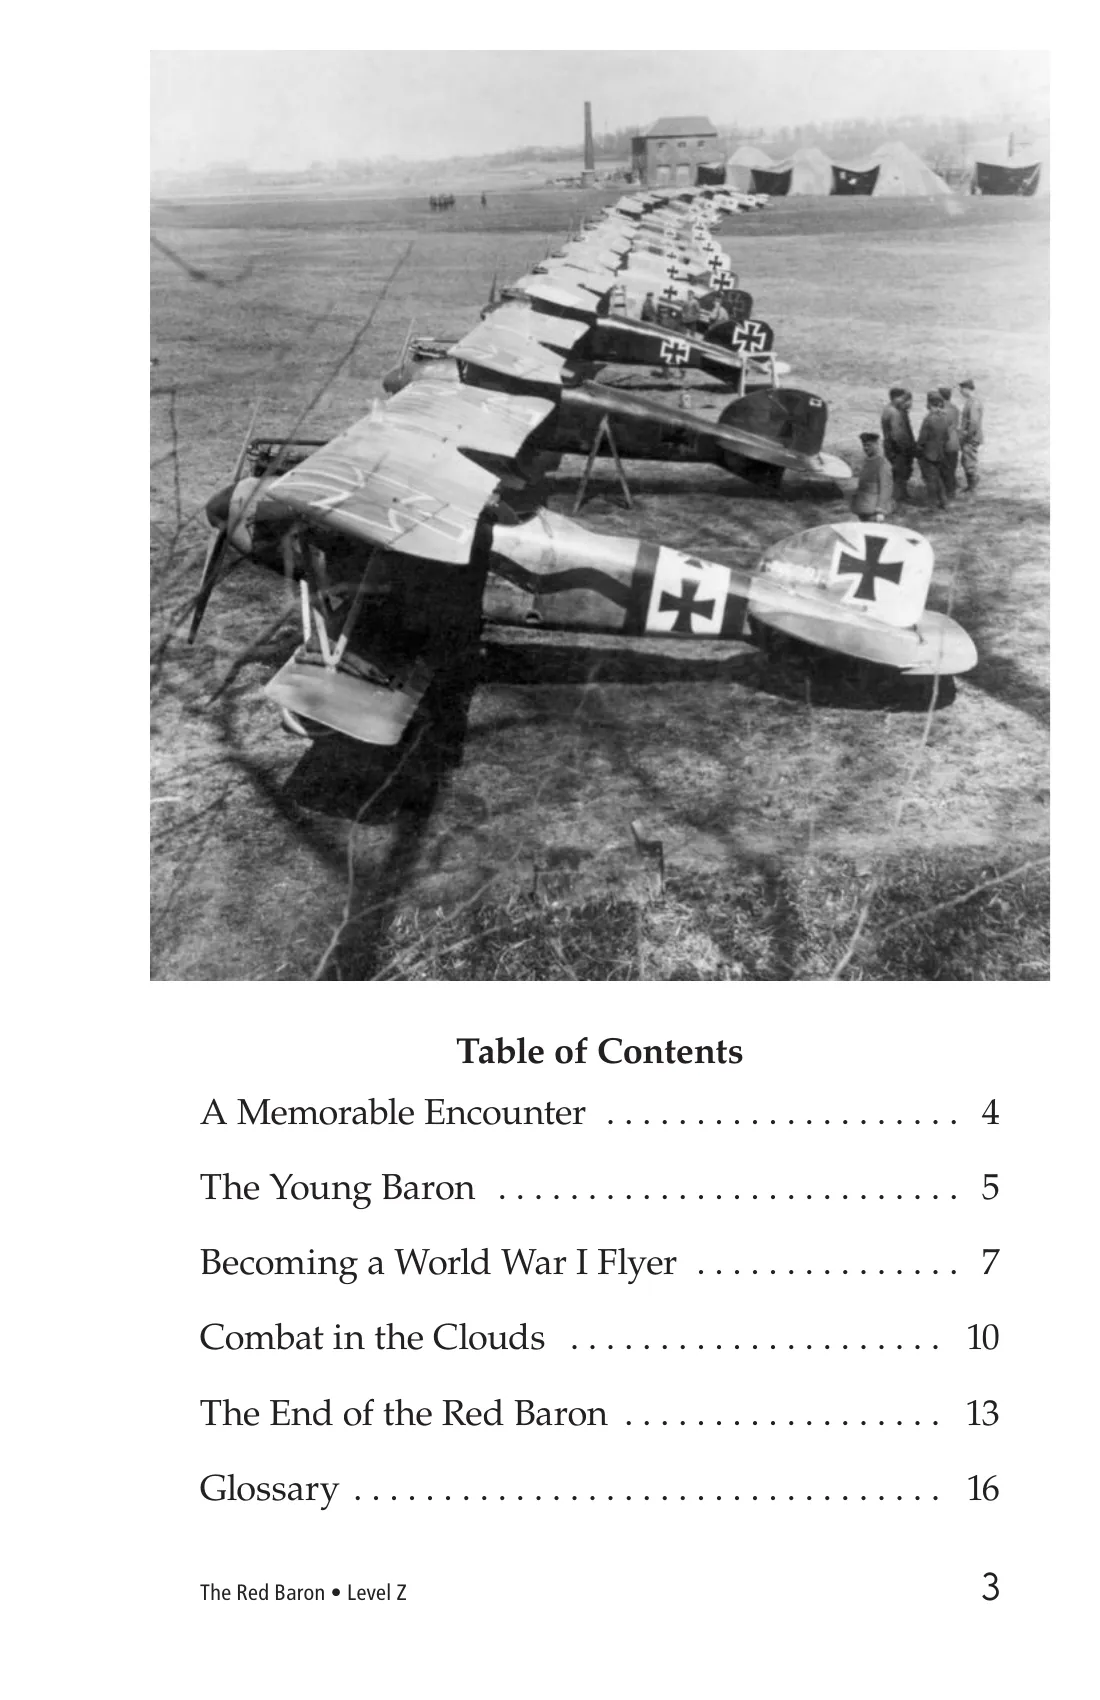 Table of Contents
A Memorable Encounter . . . . . . . . . . . . . . . . . . . . 4
The Young Baron . . . . . . . . . . . . . . . . . . . . . . . . . . 5
Becoming a World War I Flyer . . . . . . . . . . . . . . . 7
Combat in the Clouds . . . . . . . . . . . . . . . . . . . . . 10
The End of the Red Baron . . . . . . . . . . . . . . . . . . 13
Glossary . . . . . . . . . . . . . . . . . . . . . . . . . . . . . . . . . 16
The Red Baron • Level Z 3